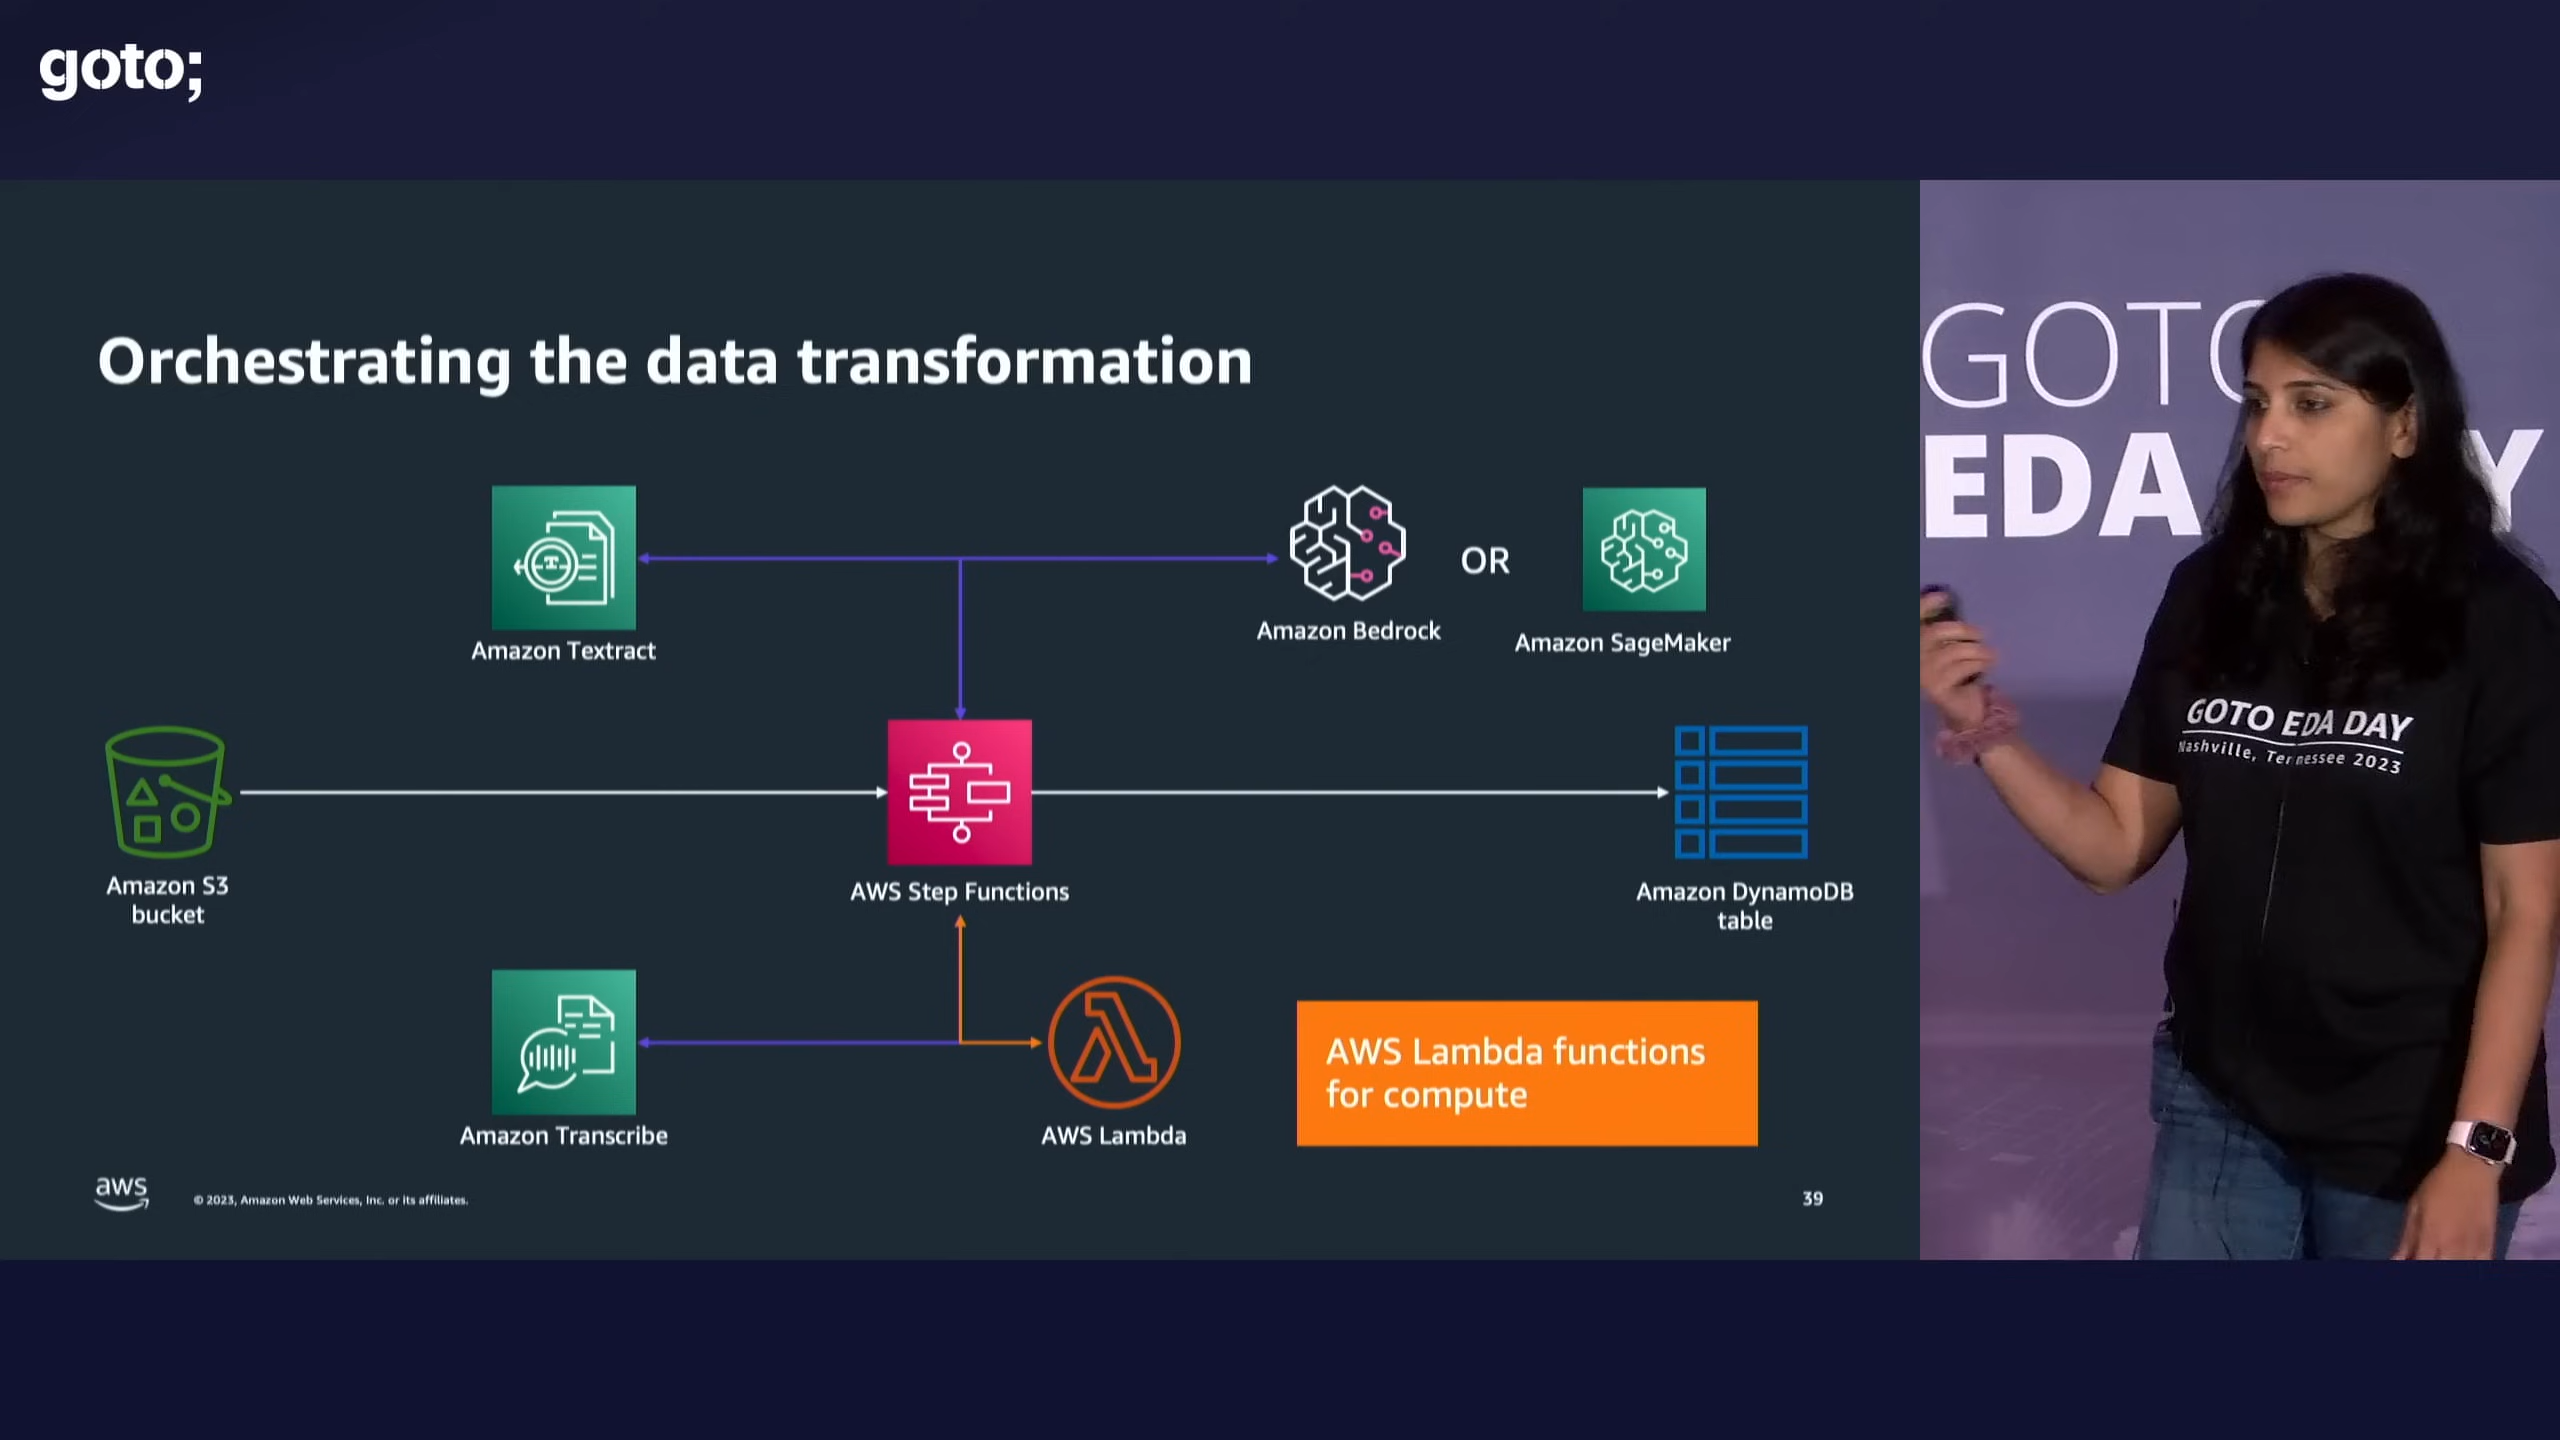 goto;
Orchestrating the data transformation
Amazon Textract
Amazon Bedrock
OR
Amazon SageMaker
Amazon S3
bucket
AWS Step Functions
Amazon DynamoDB
table
Amazon Transcribe
AWS Lambda
AWS Lambda functions
for compute
aws
© 2023, Amazon Web Services, Inc. or its affiliates.
39
GOTO
EDA
Y
GOTO EDA DAY
Nashville, Tennessee 2023